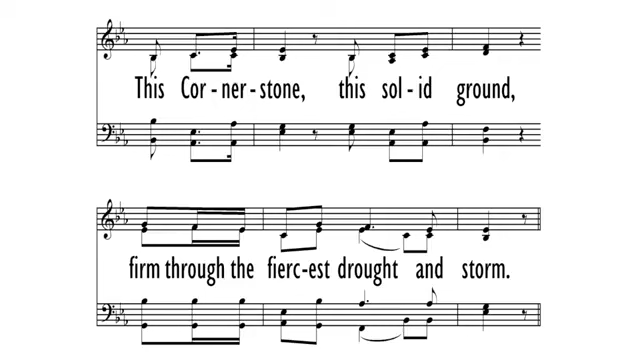 This Cor - ner - stone, this sol - id ground,
firm through the fierc-est drought and storm.